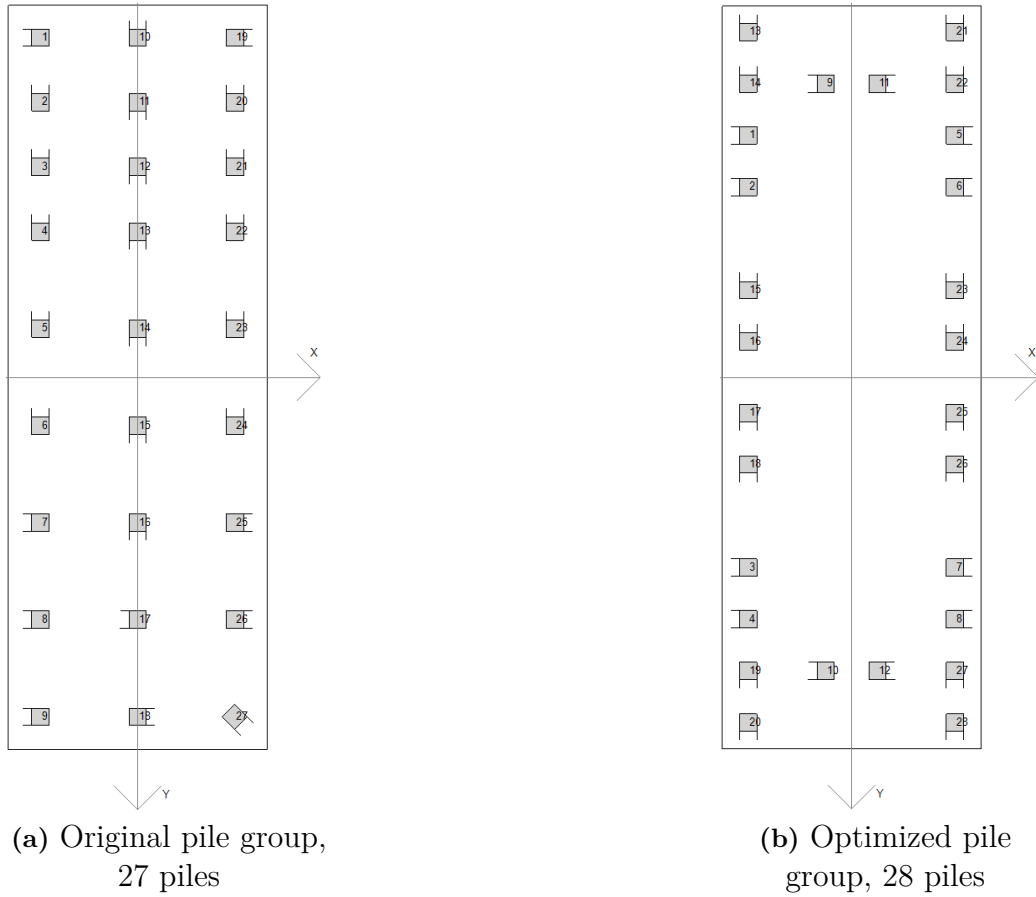 1 10 19
2 11 20
3 12 21
4 13 22
5 14 23
X
6 15 24
7 16 25
8 17 26
9 18 27
Y
(a) Original pile group,
27 piles
13 21
14 9 11 22
1 5
2 6
15 23
16 24
X
17 25
18 26
3 7
4 8
19 10 12 27
20 28
Y
(b) Optimized pile
group, 28 piles